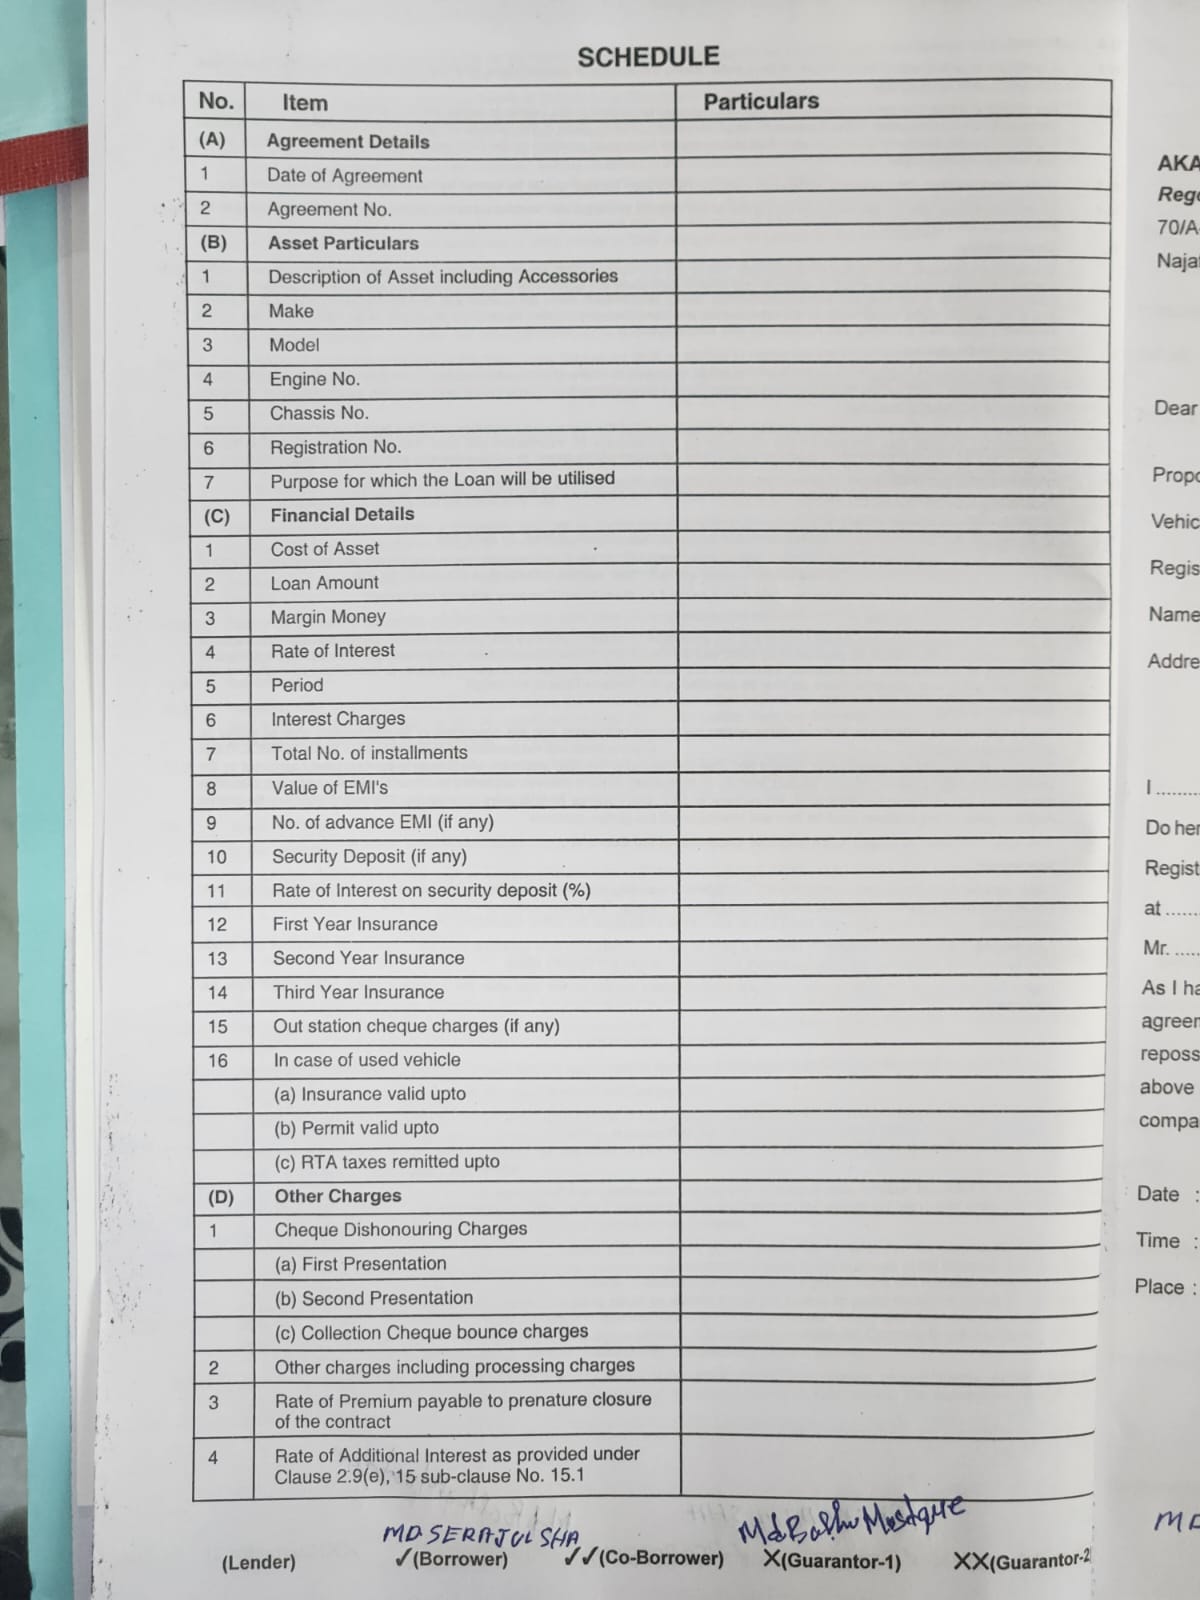 SCHEDULE
No. Item Particulars
(A) Agreement Details
1 Date of Agreement
2 Agreement No.
(B) Asset Particulars
1 Description of Asset including Accessories
2 Make
3 Model
4 Engine No.
5 Chassis No.
6 Registration No.
7 Purpose for which the Loan will be utilised
(C) Financial Details
1 Cost of Asset
2 Loan Amount
3 Margin Money
4 Rate of Interest
5 Period
6 Interest Charges
7 Total No. of installments
8 Value of EMI's
9 No. of advance EMI (if any)
10 Security Deposit (if any)
11 Rate of Interest on security deposit (%)
12 First Year Insurance
13 Second Year Insurance
14 Third Year Insurance
15 Out station cheque charges (if any)
16 In case of used vehicle
(a) Insurance valid upto
(b) Permit valid upto
(c) RTA taxes remitted upto
(D) Other Charges
1 Cheque Dishonouring Charges
(a) First Presentation
(b) Second Presentation
(c) Collection Cheque bounce charges
2 Other charges including processing charges
3 Rate of Premium payable to prenature closure
of the contract
4 Rate of Additional Interest as provided under
Clause 2.9(e), 15 sub-clause No. 15.1
MD SERAJUL SHA Md
(Lender) ✓(Borrower) ✓✓(Co-Borrower) X(Guarantor-1) XX(Guarantor-2
AKA
Rego
70/A
Naja
Dear
Propo
Vehic
Regis
Name
Addre
I ........
Do her
Regist
at ......
Mr. .....
As I ha
agreer
reposs
above
compa
Date :
Time :
Place :
MD